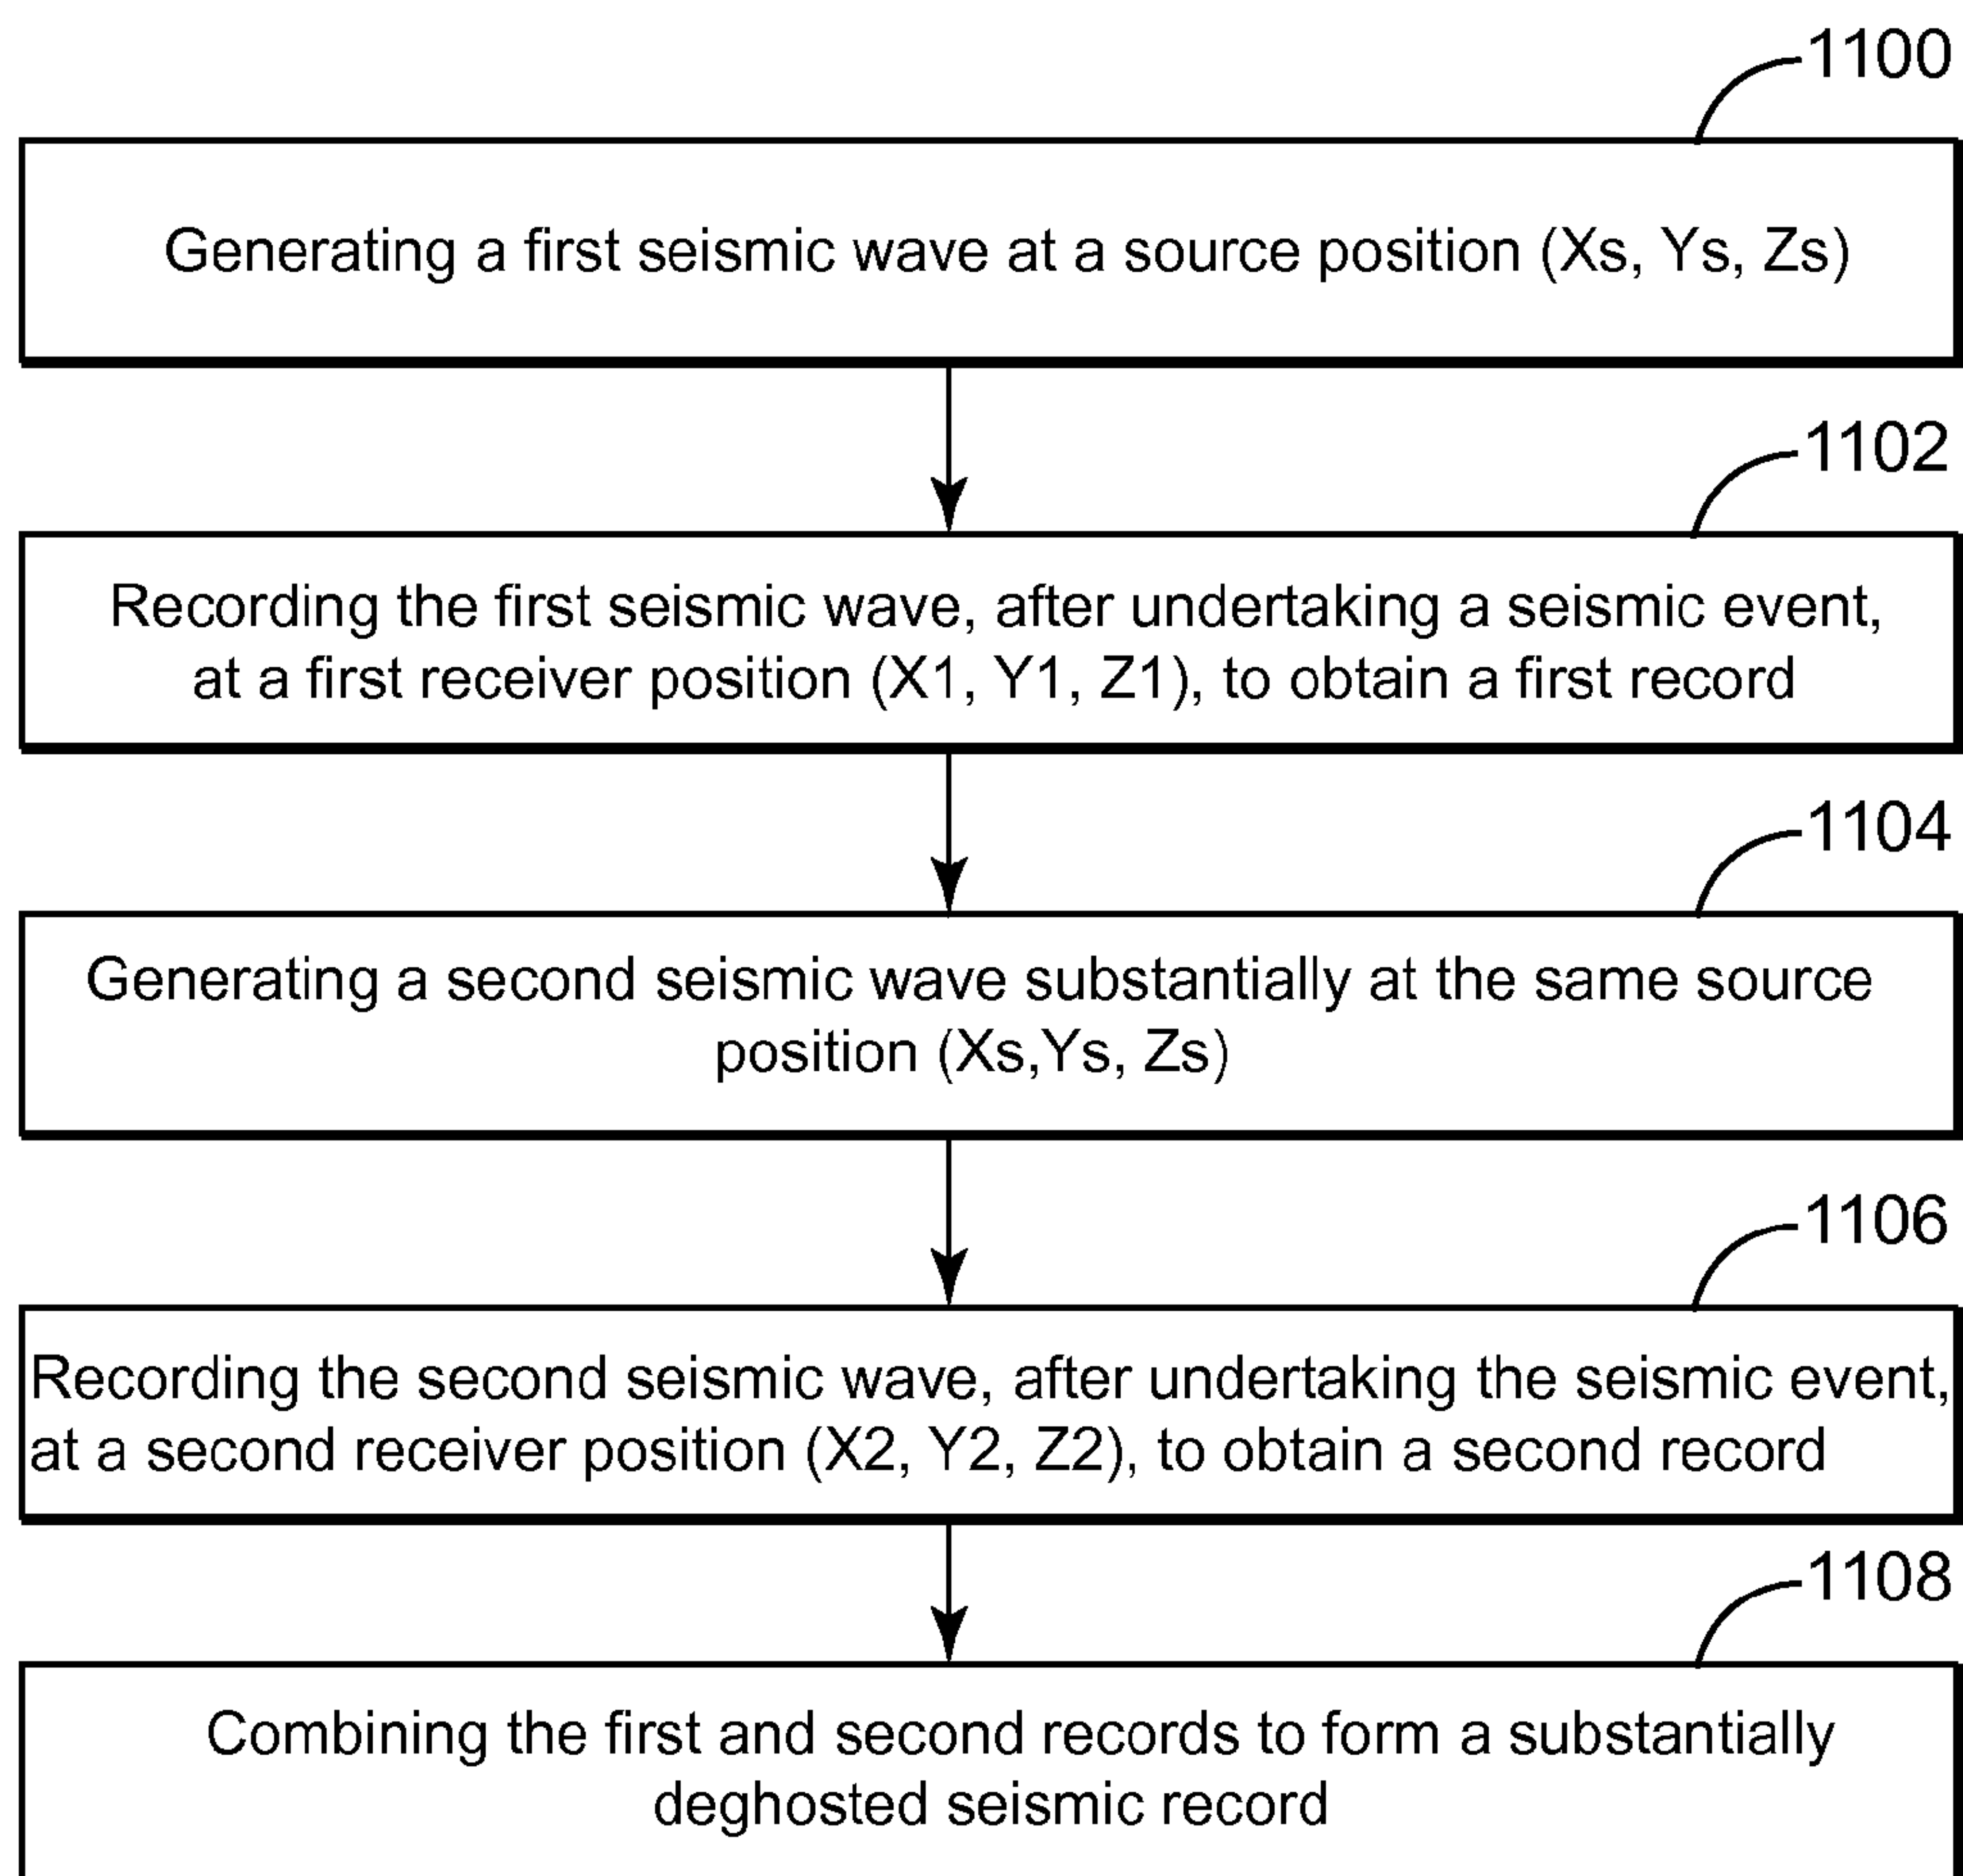 1100
Generating a first seismic wave at a source position (Xs, Ys, Zs)
1102
Recording the first seismic wave, after undertaking a seismic event,
at a first receiver position (X1, Y1, Z1), to obtain a first record
1104
Generating a second seismic wave substantially at the same source
position (Xs,Ys, Zs)
1106
Recording the second seismic wave, after undertaking the seismic event,
at a second receiver position (X2, Y2, Z2), to obtain a second record
1108
Combining the first and second records to form a substantially
deghosted seismic record